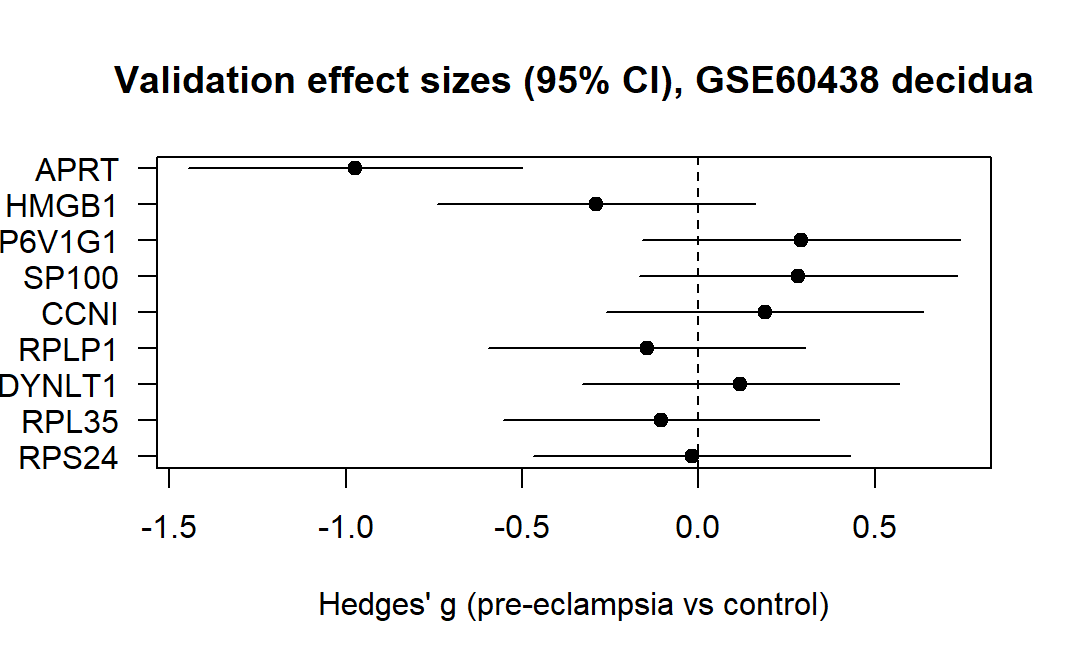 Validation effect sizes (95% CI), GSE60438 decidua
APRT
HMGB1
P6V1G1
SP100
CCNI
RPLP1
DYNLT1
RPL35
RPS24
-1.5 -1.0 -0.5 0.0 0.5
Hedges' g (pre-eclampsia vs control)